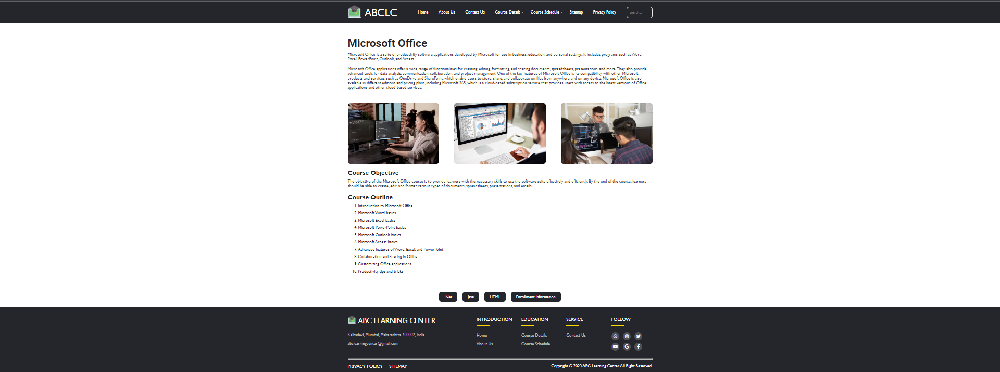 ABCLC Home About Us Contact Us Course Details Course Schedule Sitemap Privacy Policy Search...
Microsoft Office
Microsoft Office is a suite of productivity software applications developed by Microsoft for use in business, education, and personal settings. It includes programs such as Word,
Excel, PowerPoint, Outlook, and Access.
Microsoft Office applications offer a wide range of functionalities for creating, editing, formatting, and sharing documents, spreadsheets, presentations, and more. They also provide
advanced tools for data analysis, communication, collaboration, and project management. One of the key features of Microsoft Office is its compatibility with other Microsoft
products and services, such as OneDrive and SharePoint, which enable users to store, share, and collaborate on files from anywhere and on any device. Microsoft Office is also
available in different editions and pricing plans, including Microsoft 365, which is a cloud-based subscription service that provides users with access to the latest versions of Office
applications and other cloud-based services.
Course Objective
The objective of the Microsoft Office course is to provide learners with the necessary skills to use the software suite effectively and efficiently. By the end of the course, learners
should be able to create, edit, and format various types of documents, spreadsheets, presentations, and emails.
Course Outline
1. Introduction to Microsoft Office
2. Microsoft Word basics
3. Microsoft Excel basics
4. Microsoft PowerPoint basics
5. Microsoft Outlook basics
6. Microsoft Access basics
7. Advanced features of Word, Excel, and PowerPoint
8. Collaboration and sharing in Office
9. Customizing Office applications
10. Productivity tips and tricks
.Net Java HTML Enrollment Information
ABC LEARNING CENTER
Kalbadevi, Mumbai, Maharashtra 400002, India
abclearningcenter@gmail.com
INTRODUCTION
Home
About Us
EDUCATION
Course Details
Course Schedule
SERVICE
Contact Us
FOLLOW
PRIVACY POLICY SITEMAP
Copyright © 2023 ABC Learning Center. All Right Reserved.